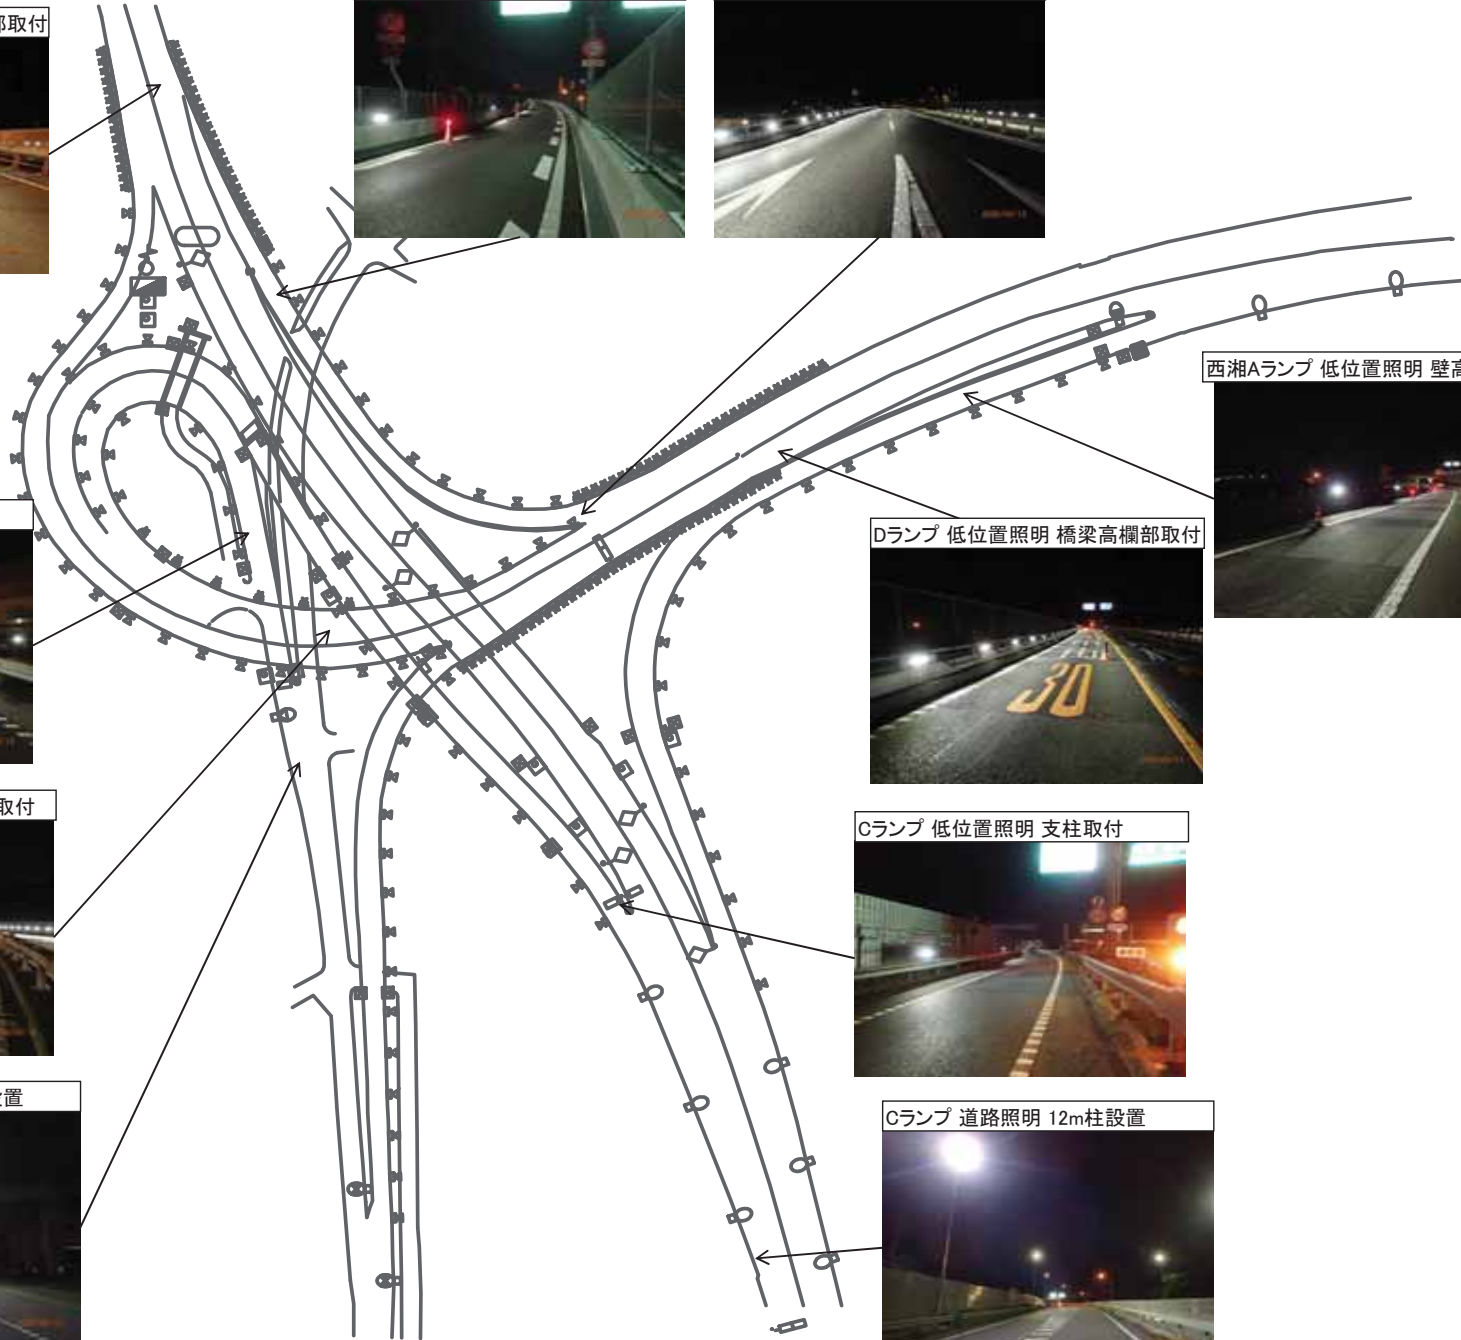 部取付
西湘Aランプ 低位置照明 壁高
Dランプ 低位置照明 橋梁高欄部取付
30
取付
Cランプ 低位置照明 支柱取付
置
Cランプ 道路照明 12m柱設置